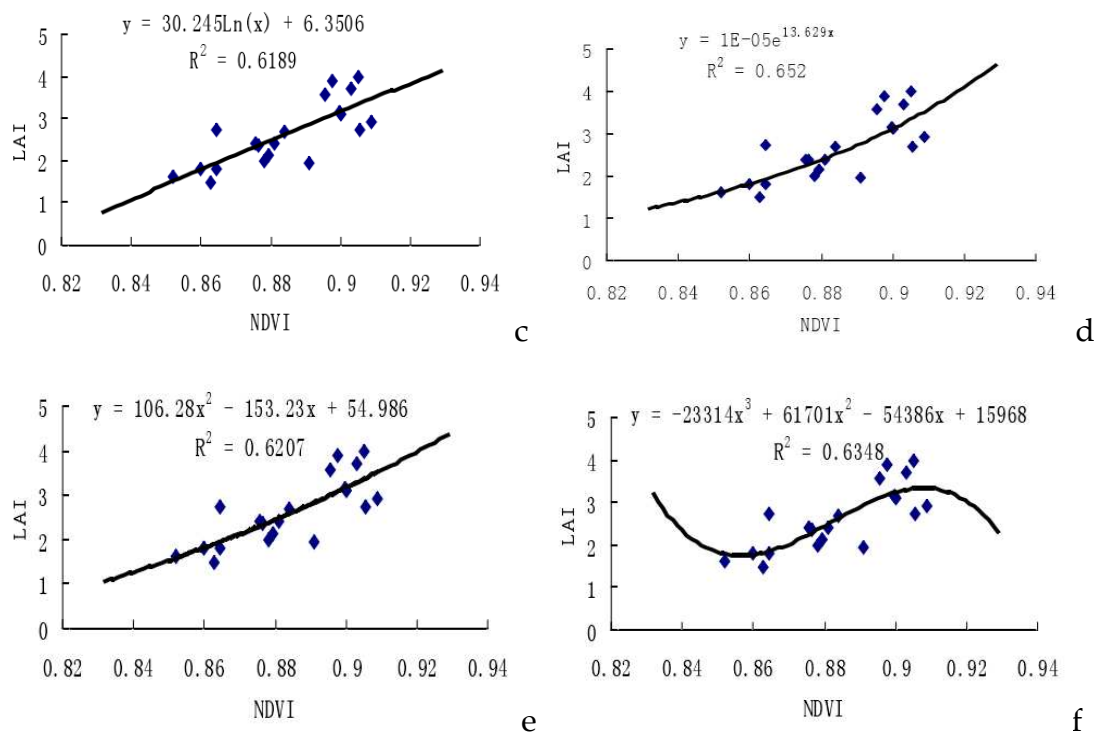 y = 30.245Ln(x) + 6.3506
R² = 0.6189
5
4
3
2
1
0
LAI
0.82 0.84 0.86 0.88 0.9 0.92 0.94
NDVI
c
y = 1E-05e^13.629x
R² = 0.652
5
4
3
2
1
0
LAI
0.82 0.84 0.86 0.88 0.9 0.92 0.94
NDVI
d
y = 106.28x² - 153.23x + 54.986
R² = 0.6207
5
4
3
2
1
0
LAI
0.82 0.84 0.86 0.88 0.9 0.92 0.94
NDVI
e
y = -23314x³ + 61701x² - 54386x + 15968
R² = 0.6348
5
4
3
2
1
0
LAI
0.82 0.84 0.86 0.88 0.9 0.92 0.94
NDVI
f